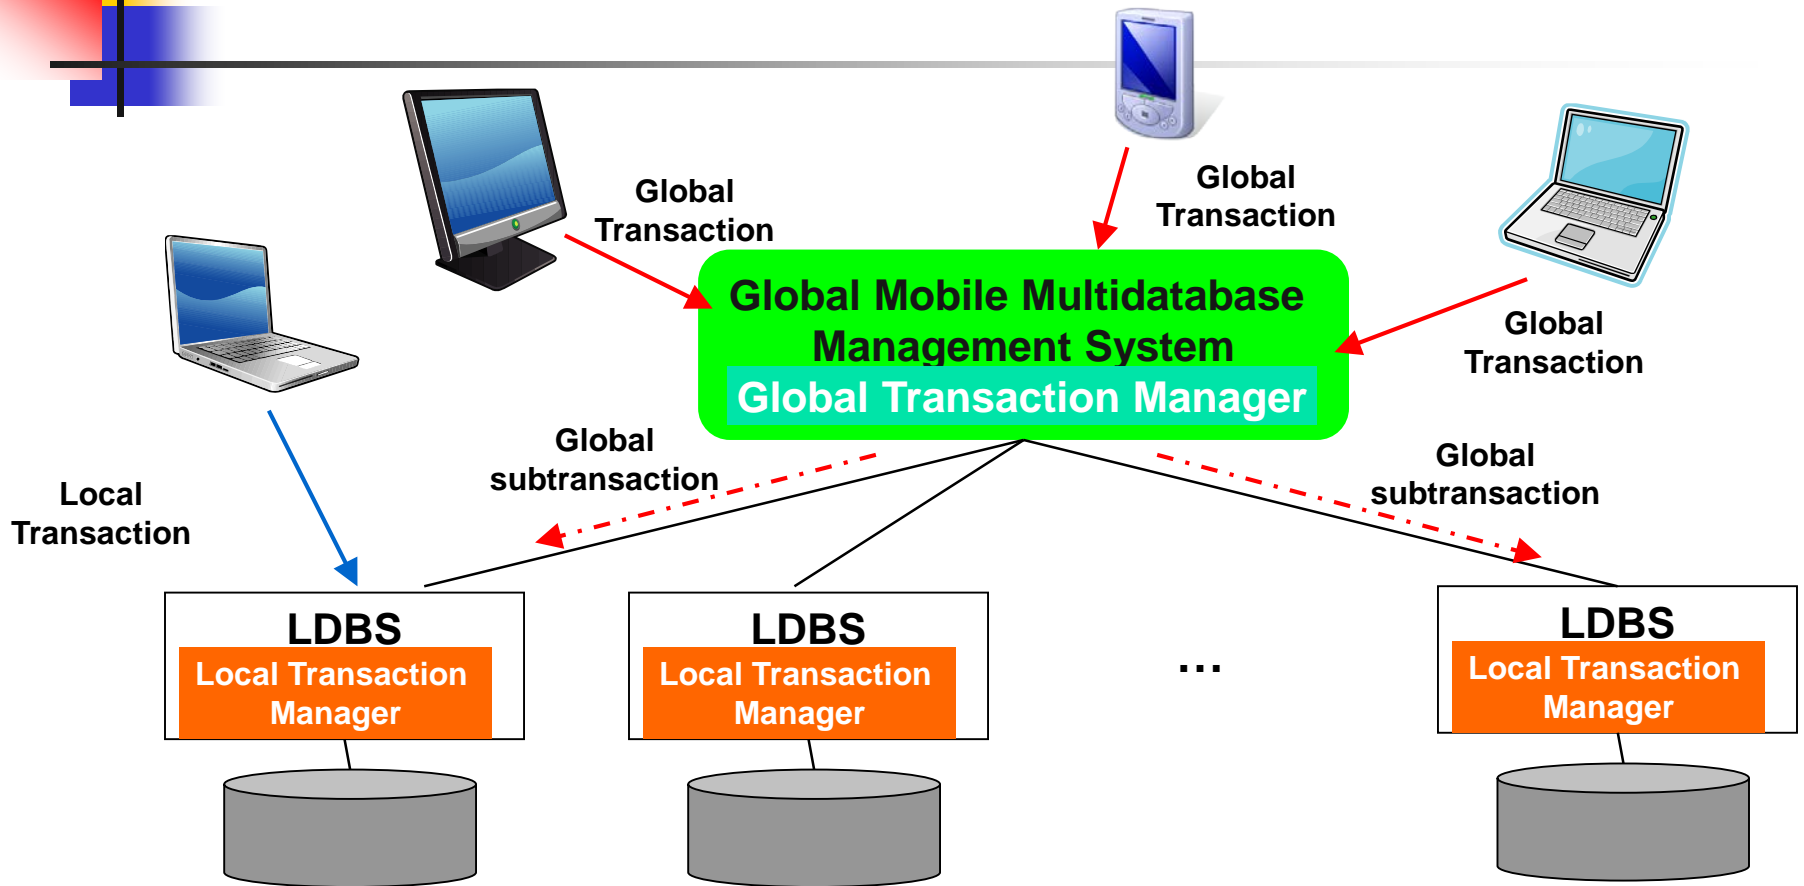 Global
Transaction
Global
Transaction
Global
Transaction
Global Mobile Multidatabase
Management System
Global Transaction Manager
Global
subtransaction
Global
subtransaction
Local
Transaction
LDBS
Local Transaction
Manager
LDBS
Local Transaction
Manager
...
LDBS
Local Transaction
Manager